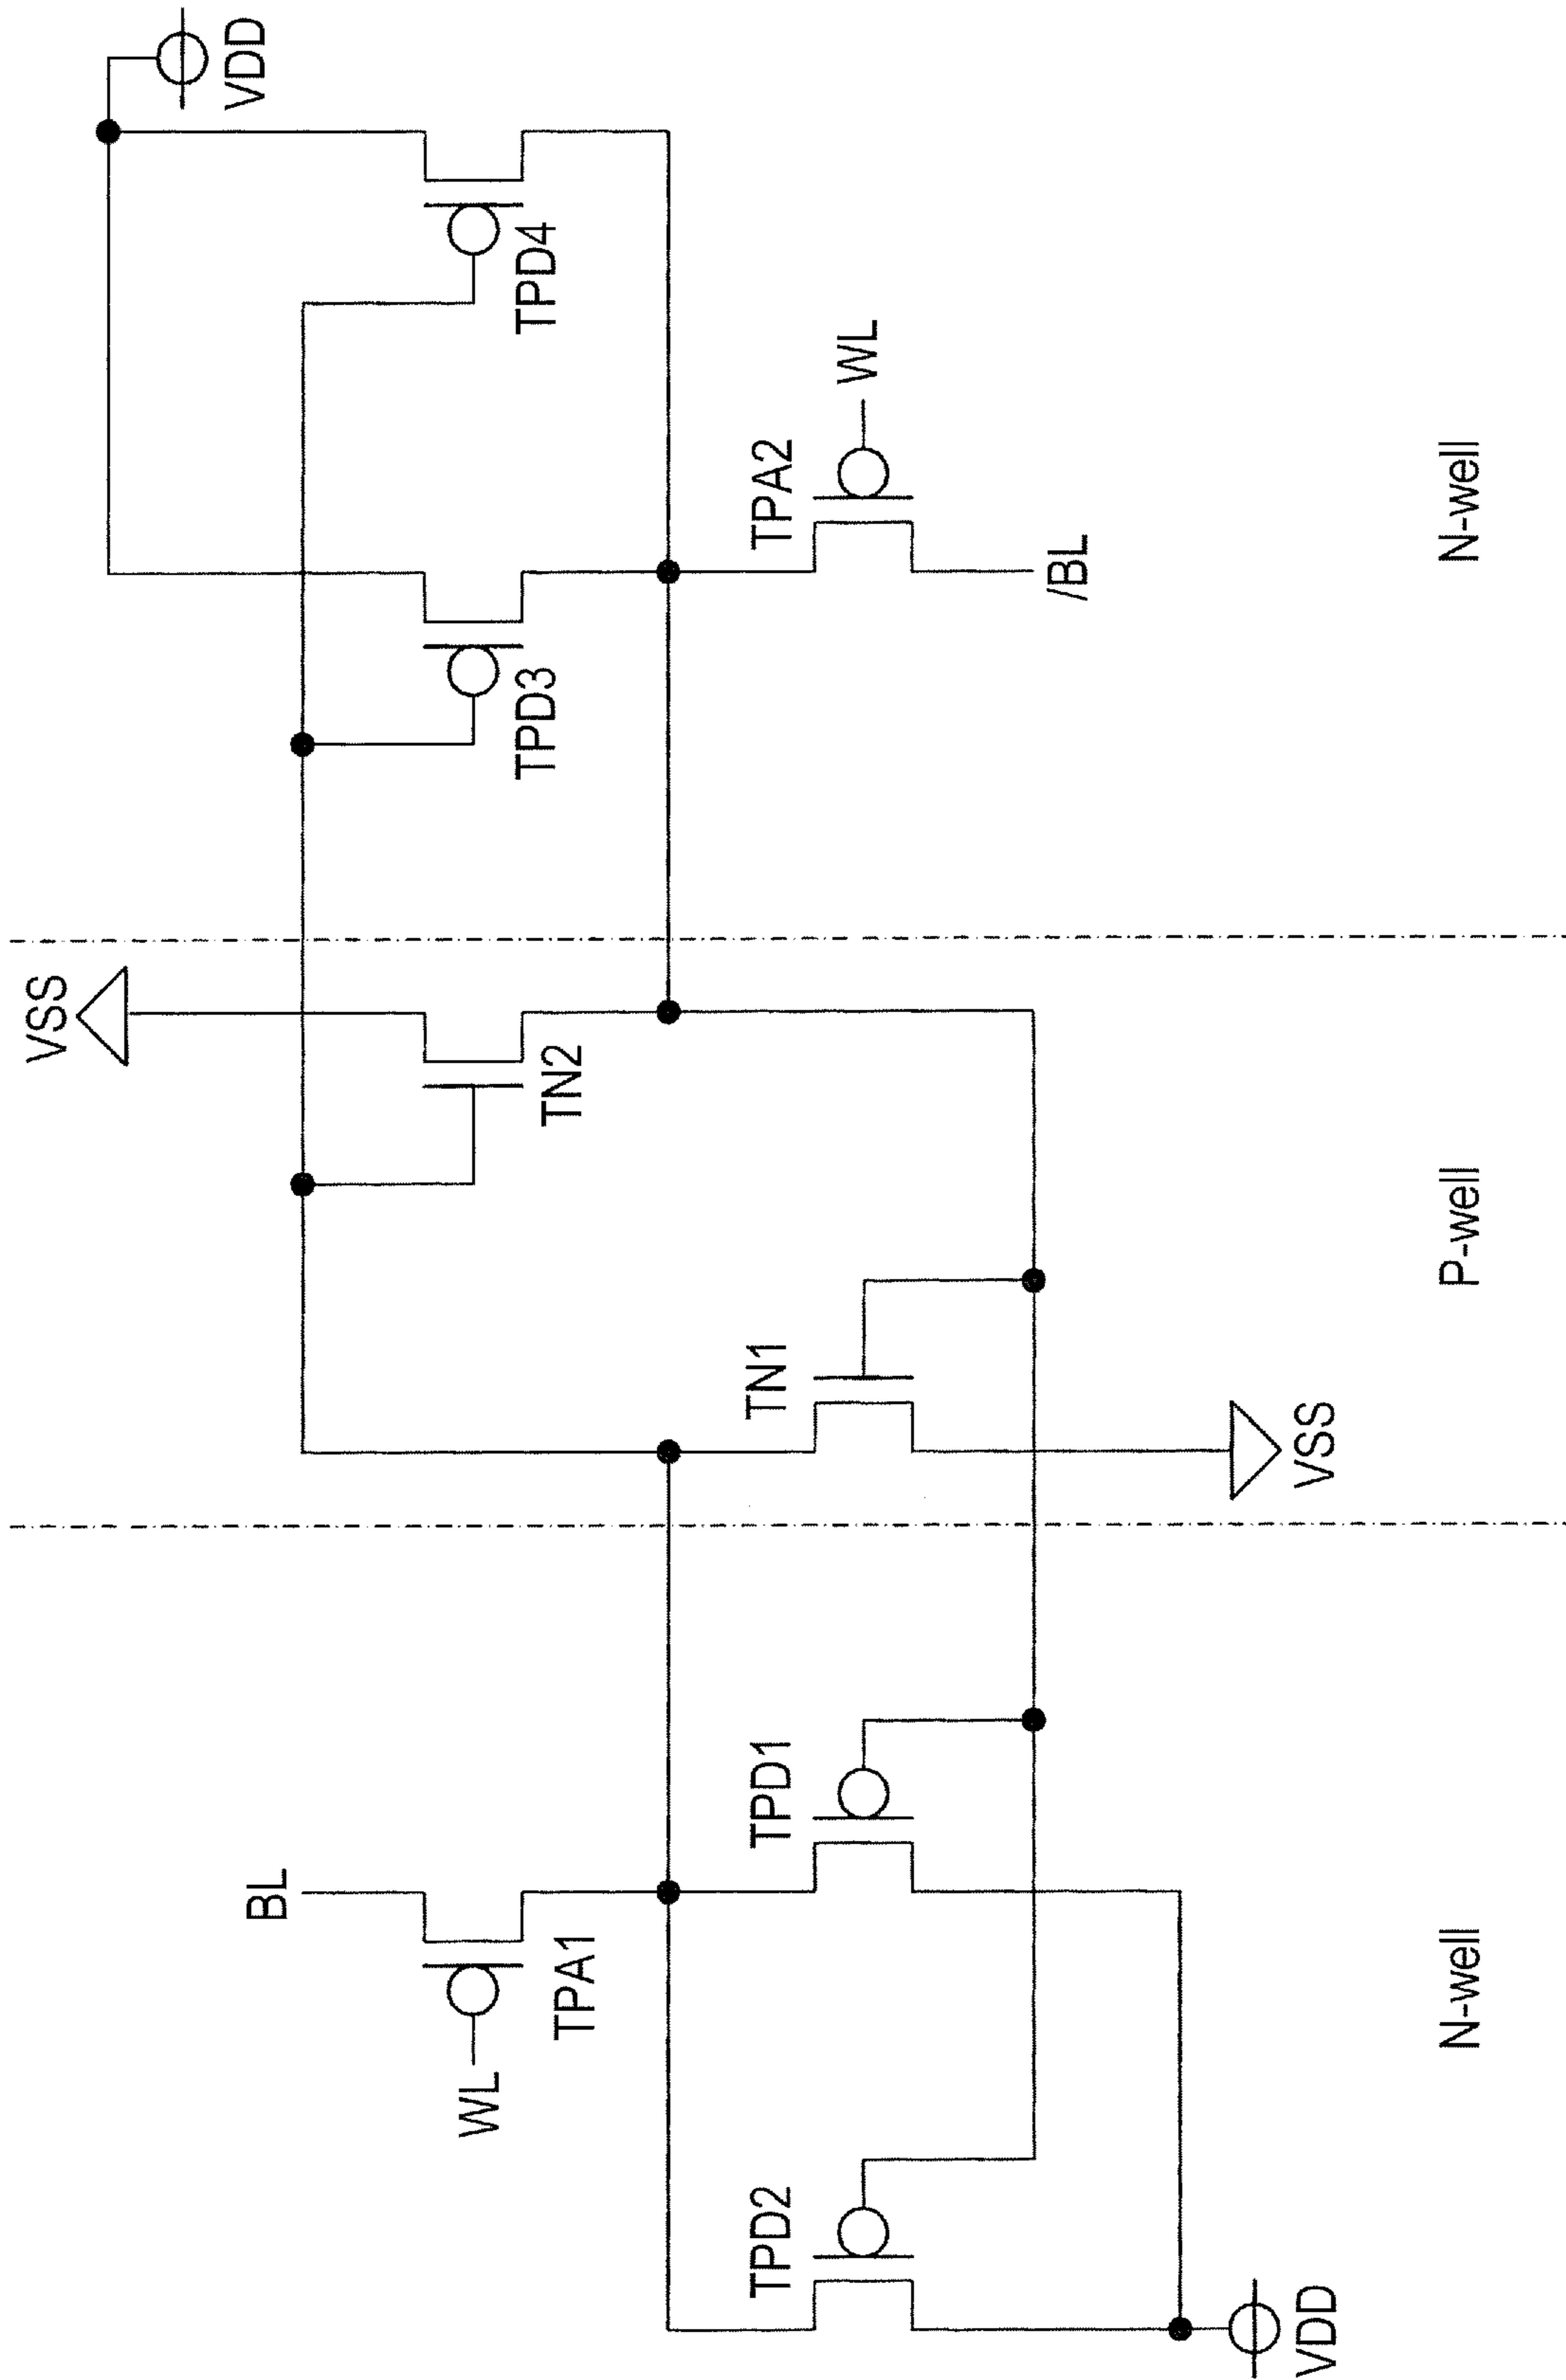 VSS
VDD
BL
WL
TPA1
TN2
TPD3
TPD4
TPD2
TPD1
TN1
TPA2
WL
/BL
VDD
VSS
N-well
P-well
N-well